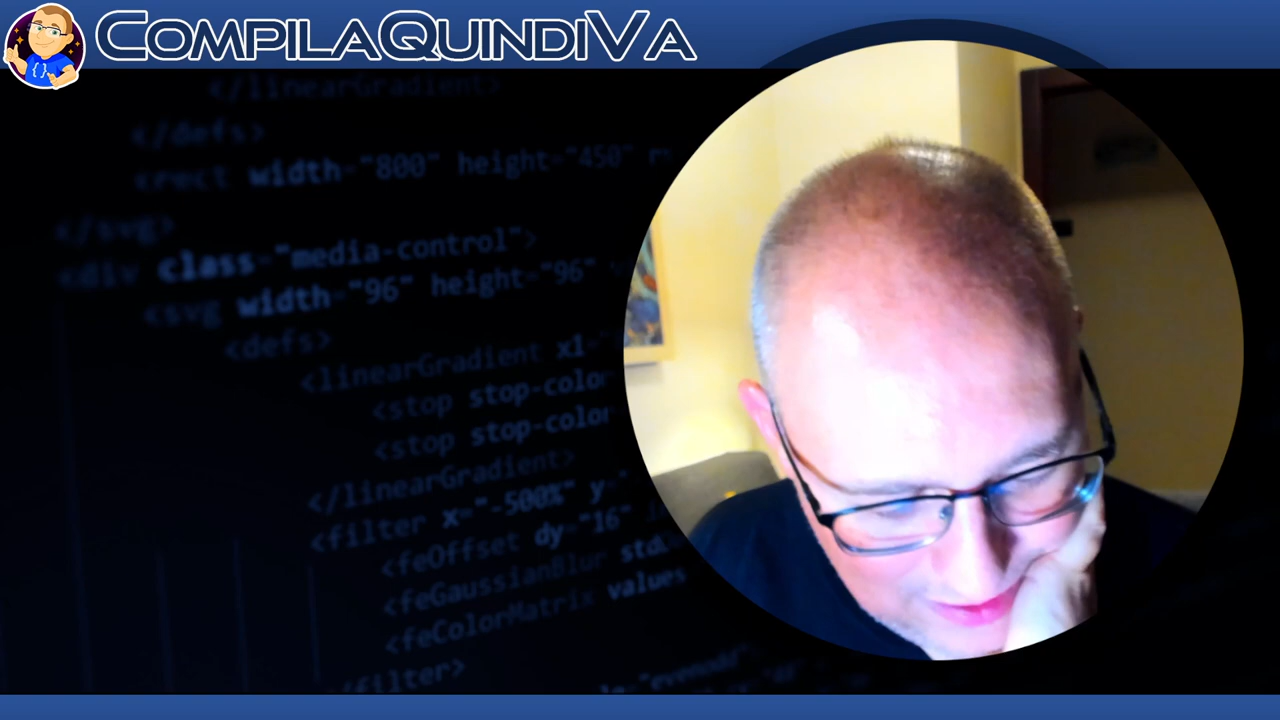 CompilaQuindiVa
{}
</linearGradient>
</defs>
<rect width="800" height="450"
</svg>
<div class="media-control">
<svg width="96" height="96"
<defs>
<linearGradient x1="
<stop stop-color
<stop stop-color
</linearGradient>
<filter x="-500%" y="
<feOffset dy="16"
<feGaussianBlur
<feColorMatrix values
</filter>